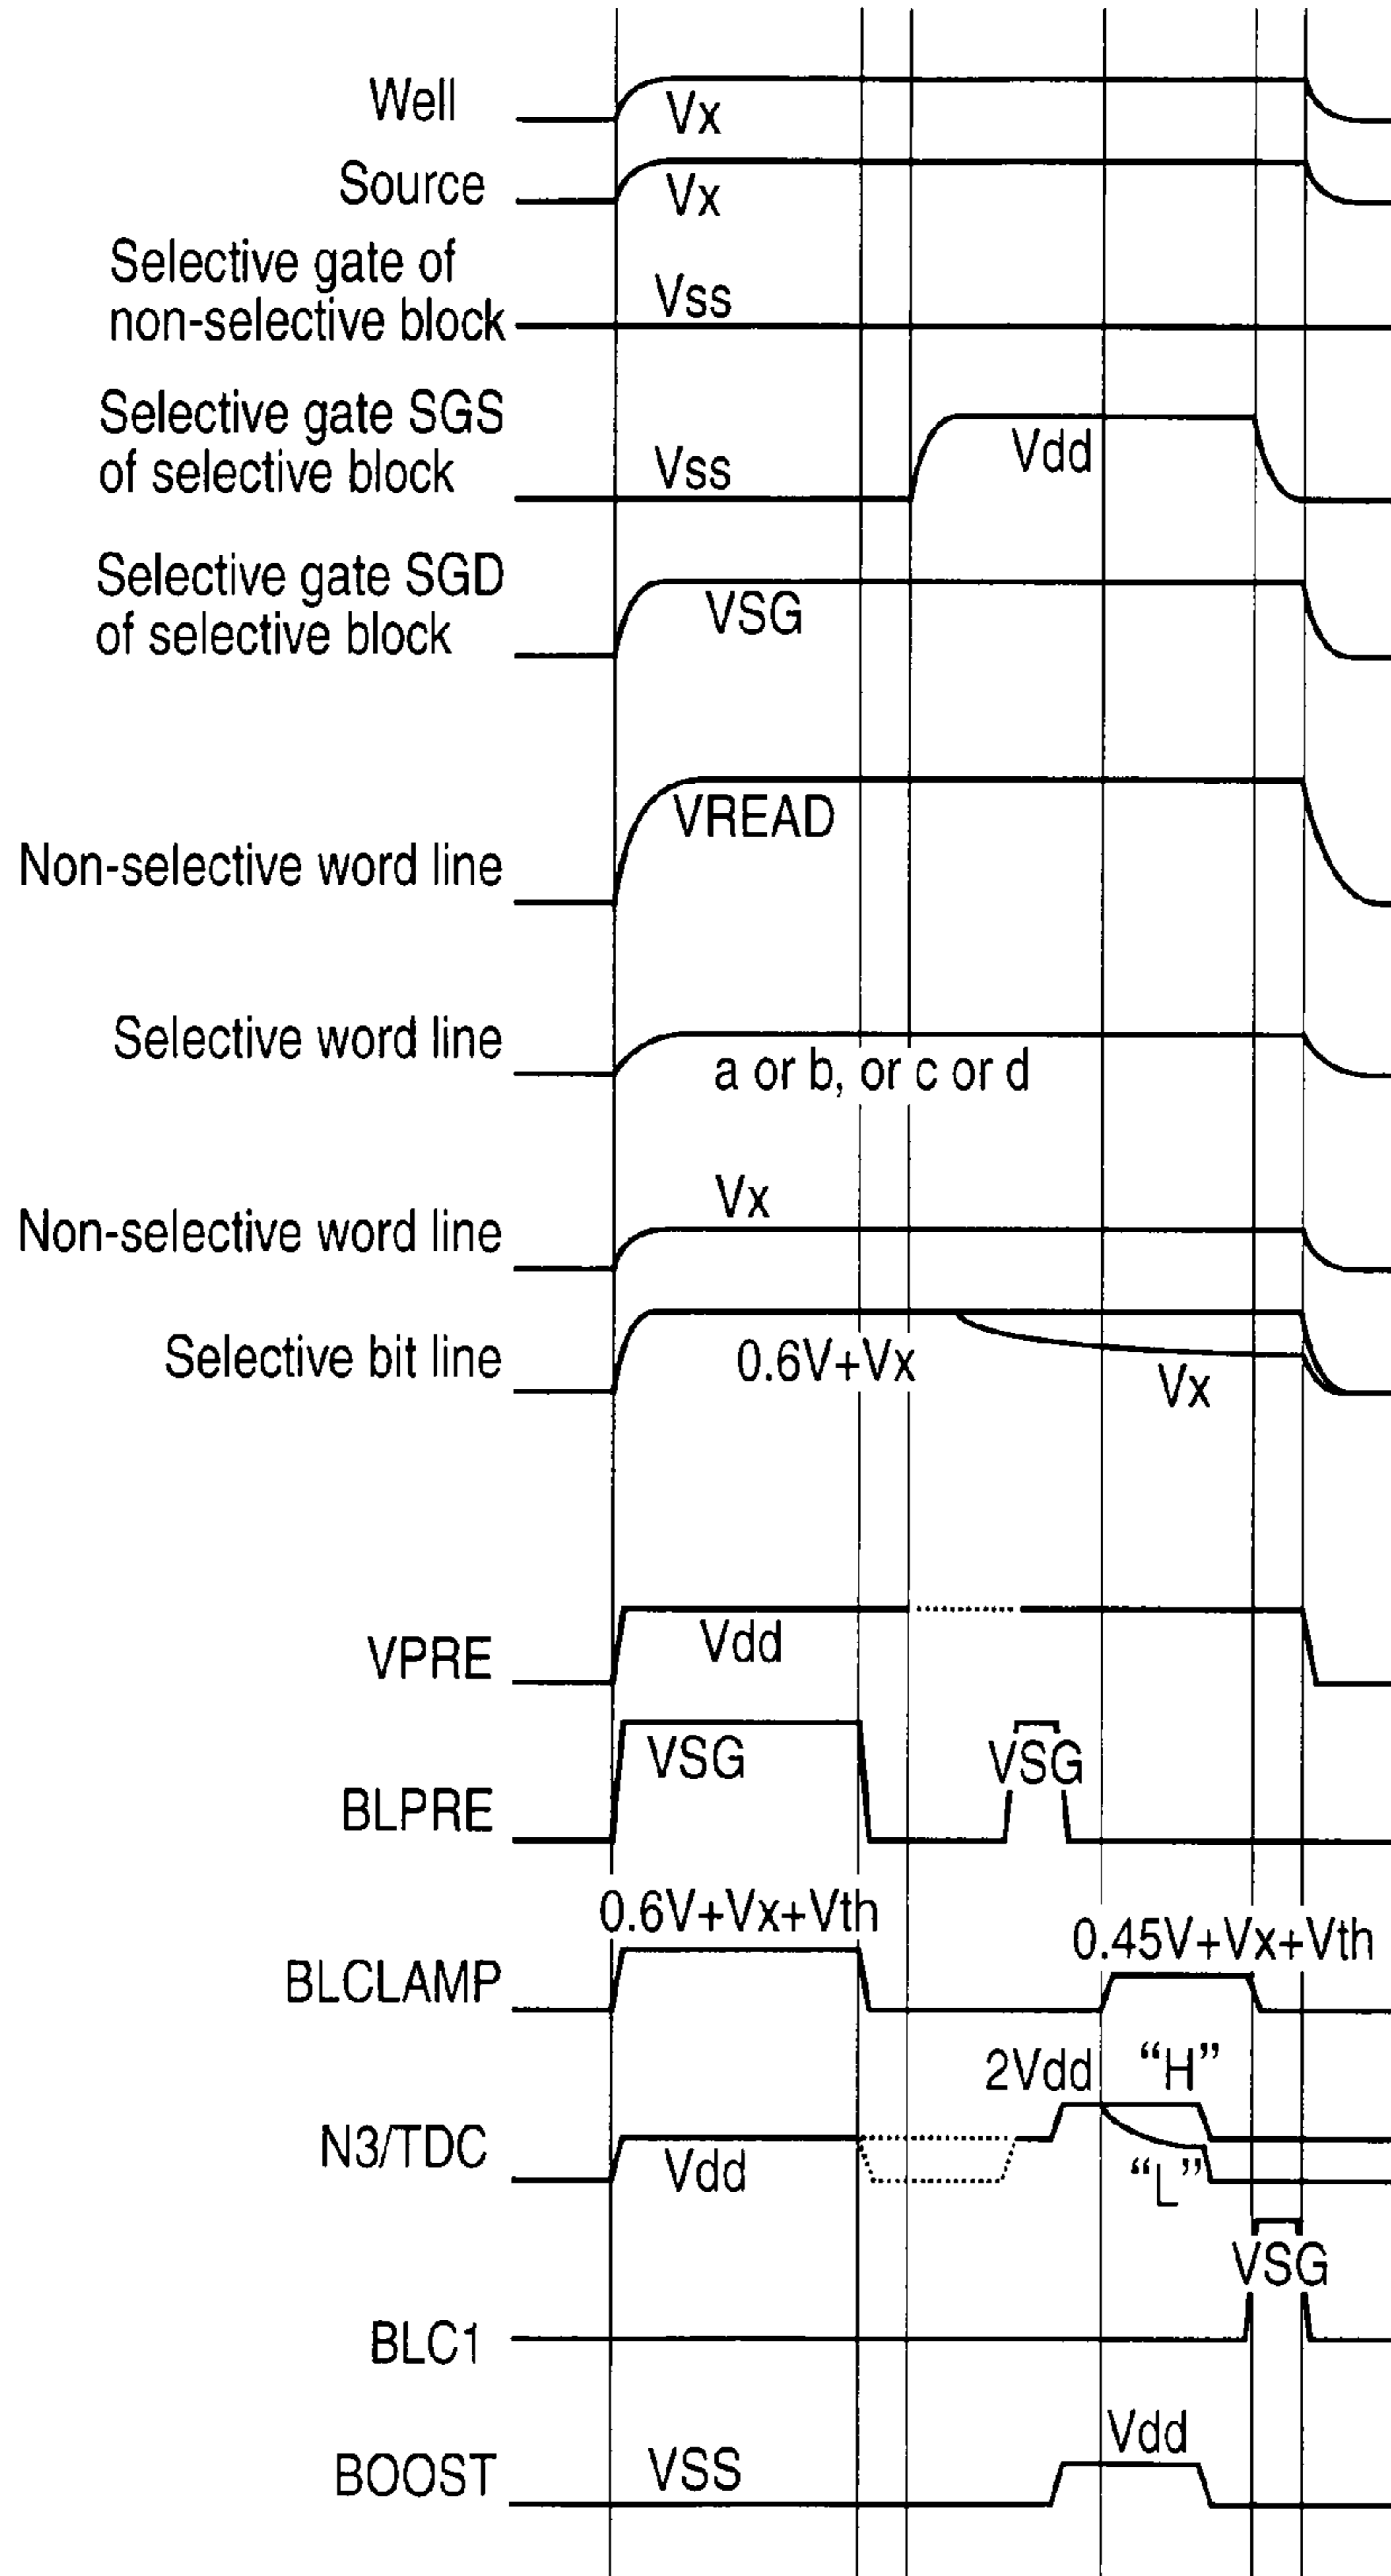 Well
Vx
Source
Vx
Selective gate of
non-selective block
Vss
Selective gate SGS
of selective block
Vss
Vdd
Selective gate SGD
of selective block
VSG
VREAD
Non-selective word line
Selective word line
a or b, or c or d
Vx
Non-selective word line
Selective bit line
0.6V+Vx
Vx
VPRE
Vdd
BLPRE
VSG
VSG
0.6V+Vx+Vth
0.45V+Vx+Vth
BLCLAMP
2Vdd
“H”
N3/TDC
Vdd
“L”
VSG
BLC1
Vdd
BOOST
VSS